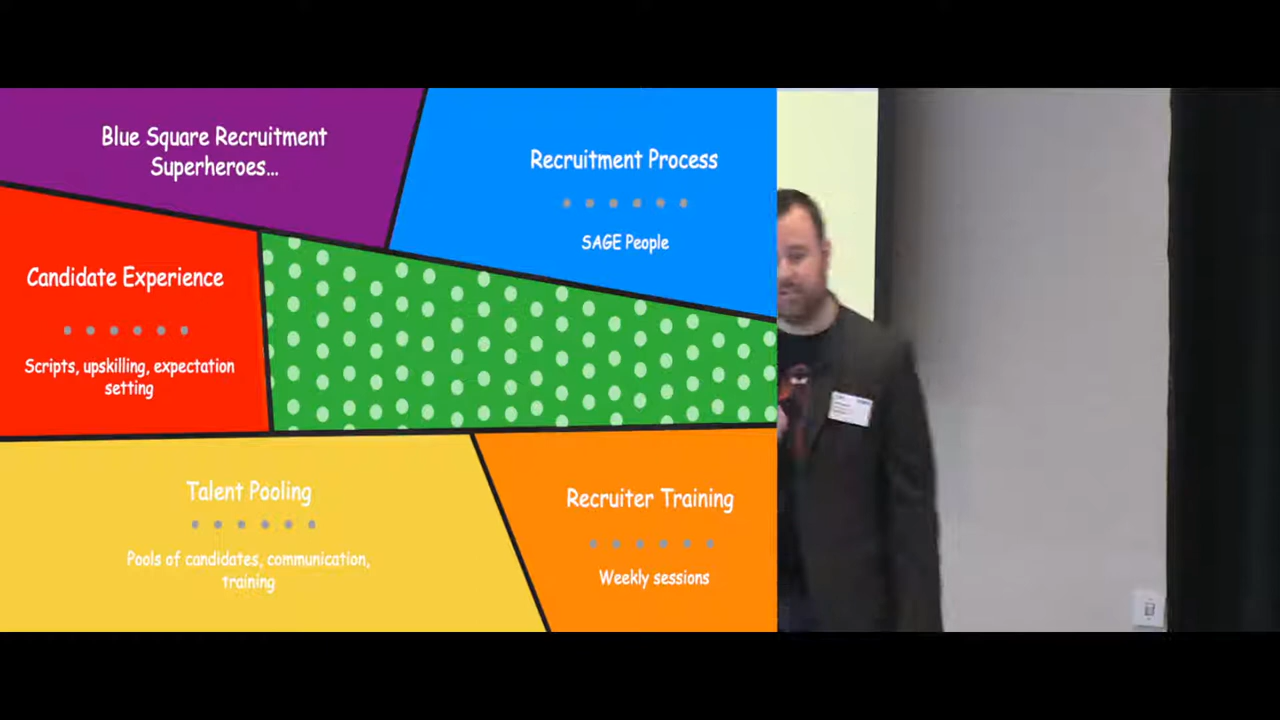 Blue Square Recruitment
Superheroes...
Recruitment Process
SAGE People
Candidate Experience
Scripts, upskilling, expectation
setting
Talent Pooling
Pools of candidates, communication,
training
Recruiter Training
Weekly sessions